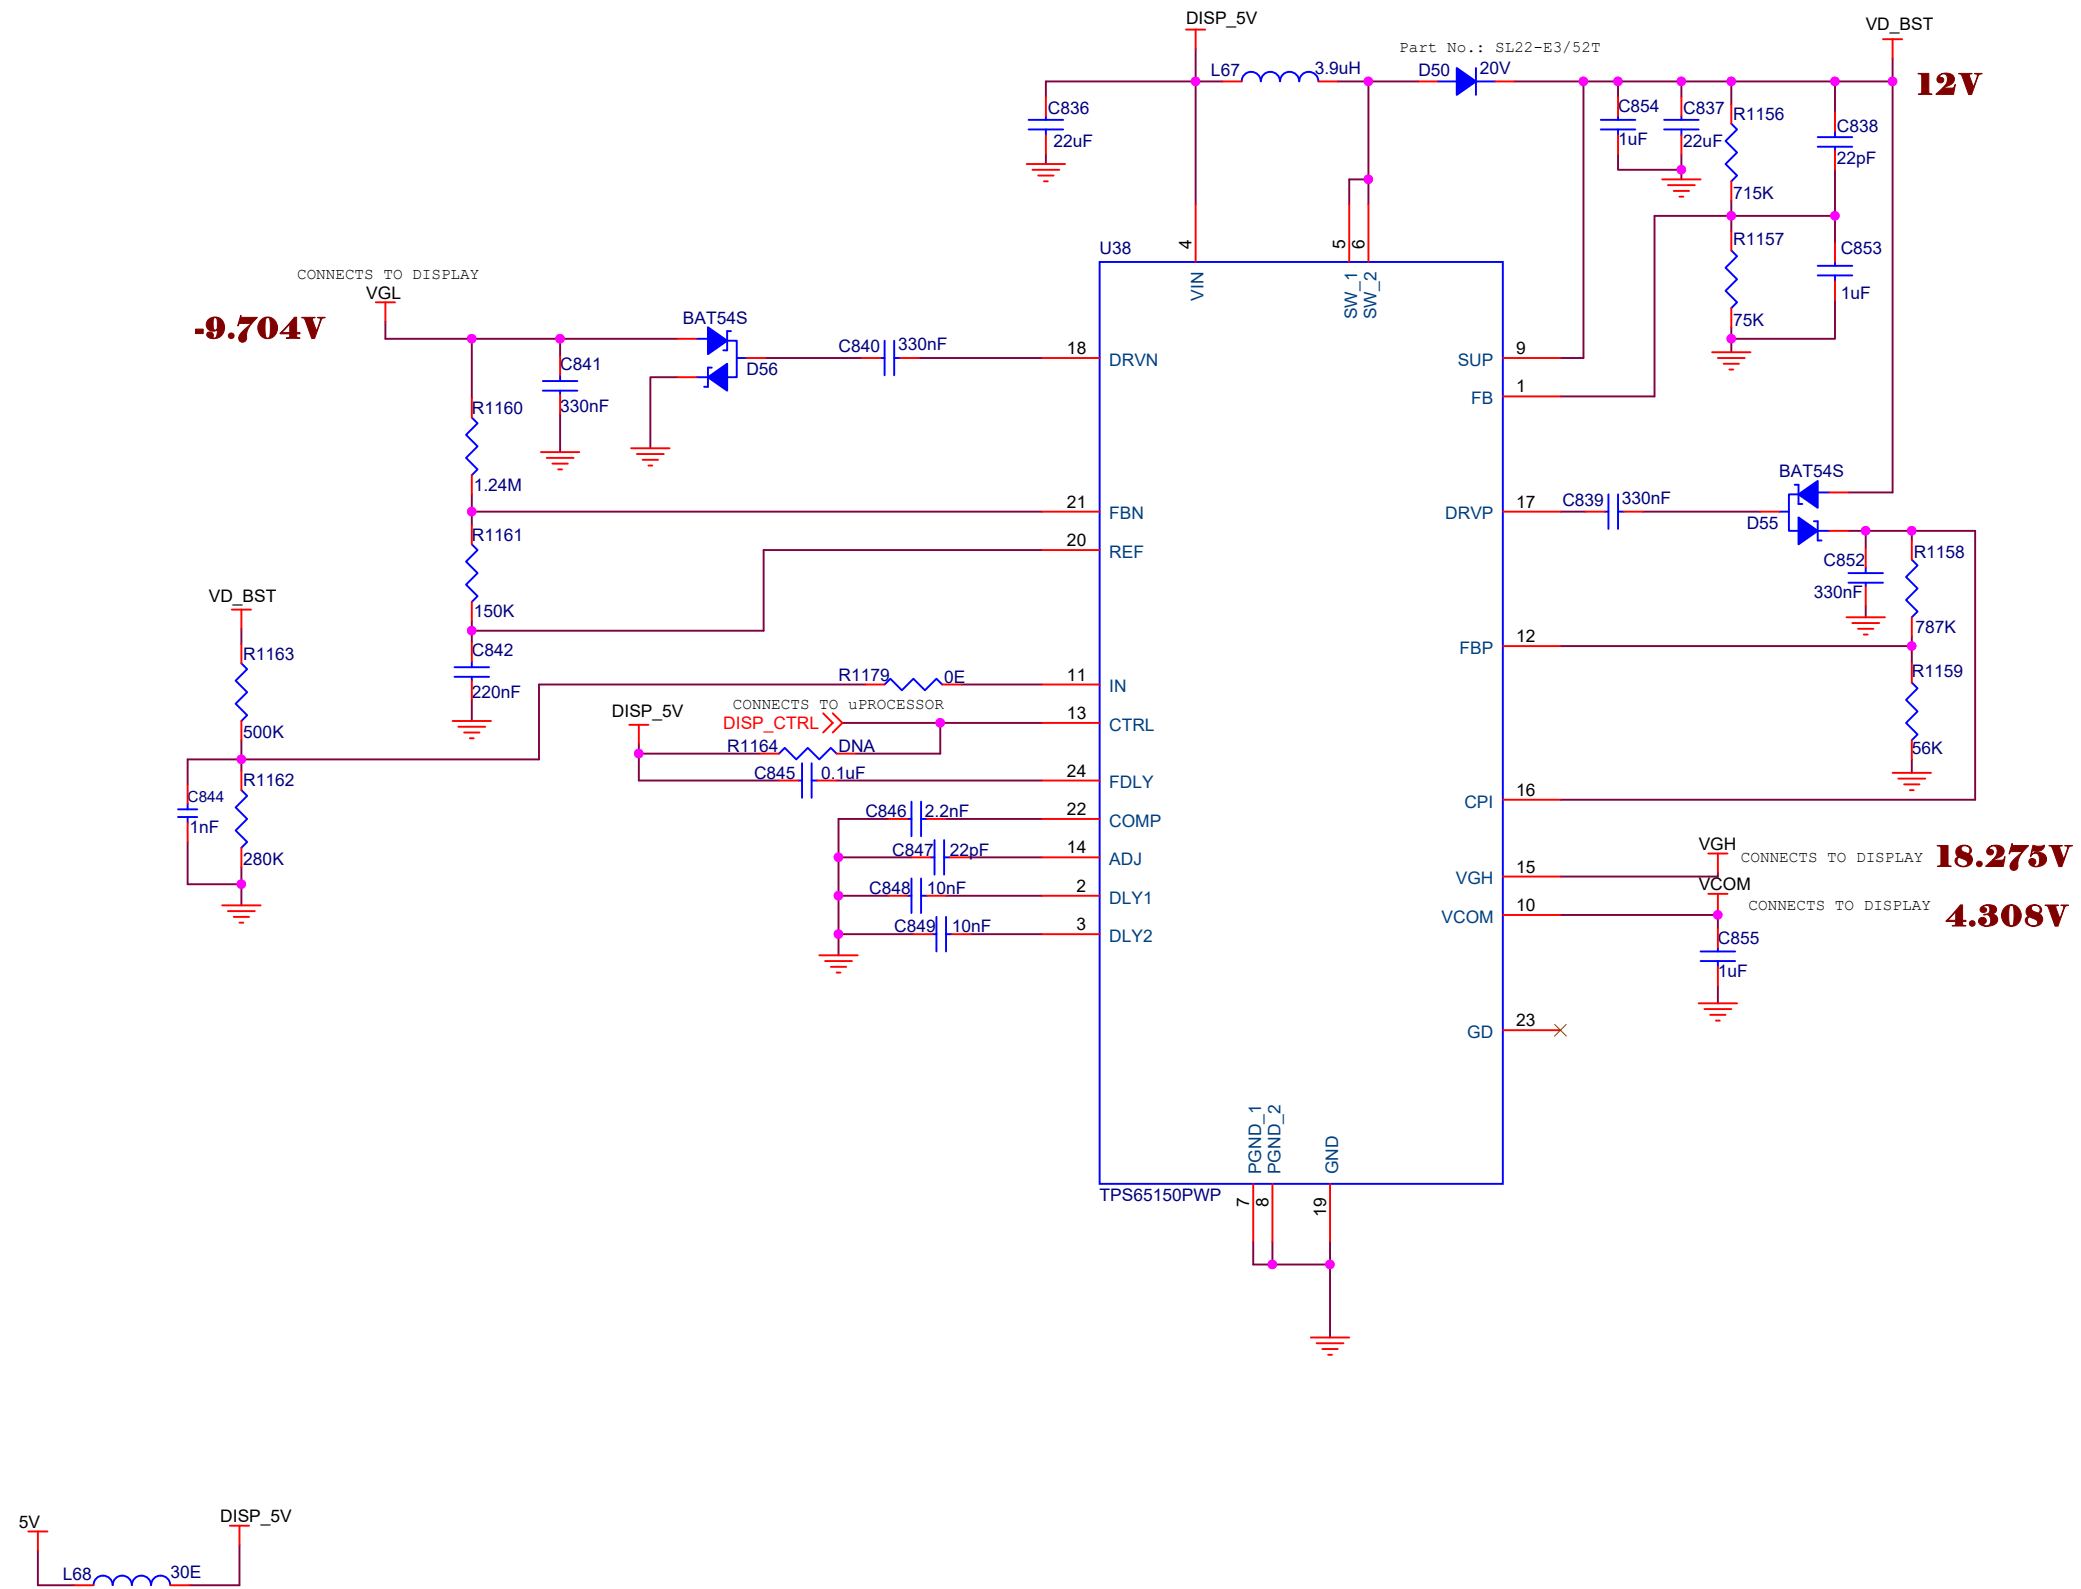 DISP_5V
VD_BST
Part No.: SL22-E3/52T
L67 3.9uH D50 20V
12V
C836
22uF
C854
1uF
C837
22uF
R1156
715K
C838
22pF
R1157
75K
C853
1uF
U38
4
5
6
VIN
SW_1
SW_2
CONNECTS TO DISPLAY
VGL
-9.704V
BAT54S
D56
C840 330nF
18 DRVN
C841
330nF
R1160
1.24M
SUP 9
FB 1
21 FBN
R1161
150K
20 REF
BAT54S
DRVP 17
C839 330nF
D55
C852
330nF
R1158
787K
FBP 12
R1159
56K
VD_BST
R1163
500K
C842
220nF
R1179 0E
11 IN
CONNECTS TO uPROCESSOR
DISP_5V
DISP_CTRL
13 CTRL
R1164 DNA
C845 0.1uF
24 FDLY
R1162
280K
C844
1nF
C846 2.2nF
22 COMP
C847 22pF
14 ADJ
C848 10nF
2 DLY1
C849 10nF
3 DLY2
CPI 16
VGH
CONNECTS TO DISPLAY
18.275V
VGH 15
VCOM
CONNECTS TO DISPLAY
4.308V
VCOM 10
C855
1uF
GD 23
PGND_1
PGND_2
GND
TPS65150PWP
7
8
19
5V
DISP_5V
L68 30E